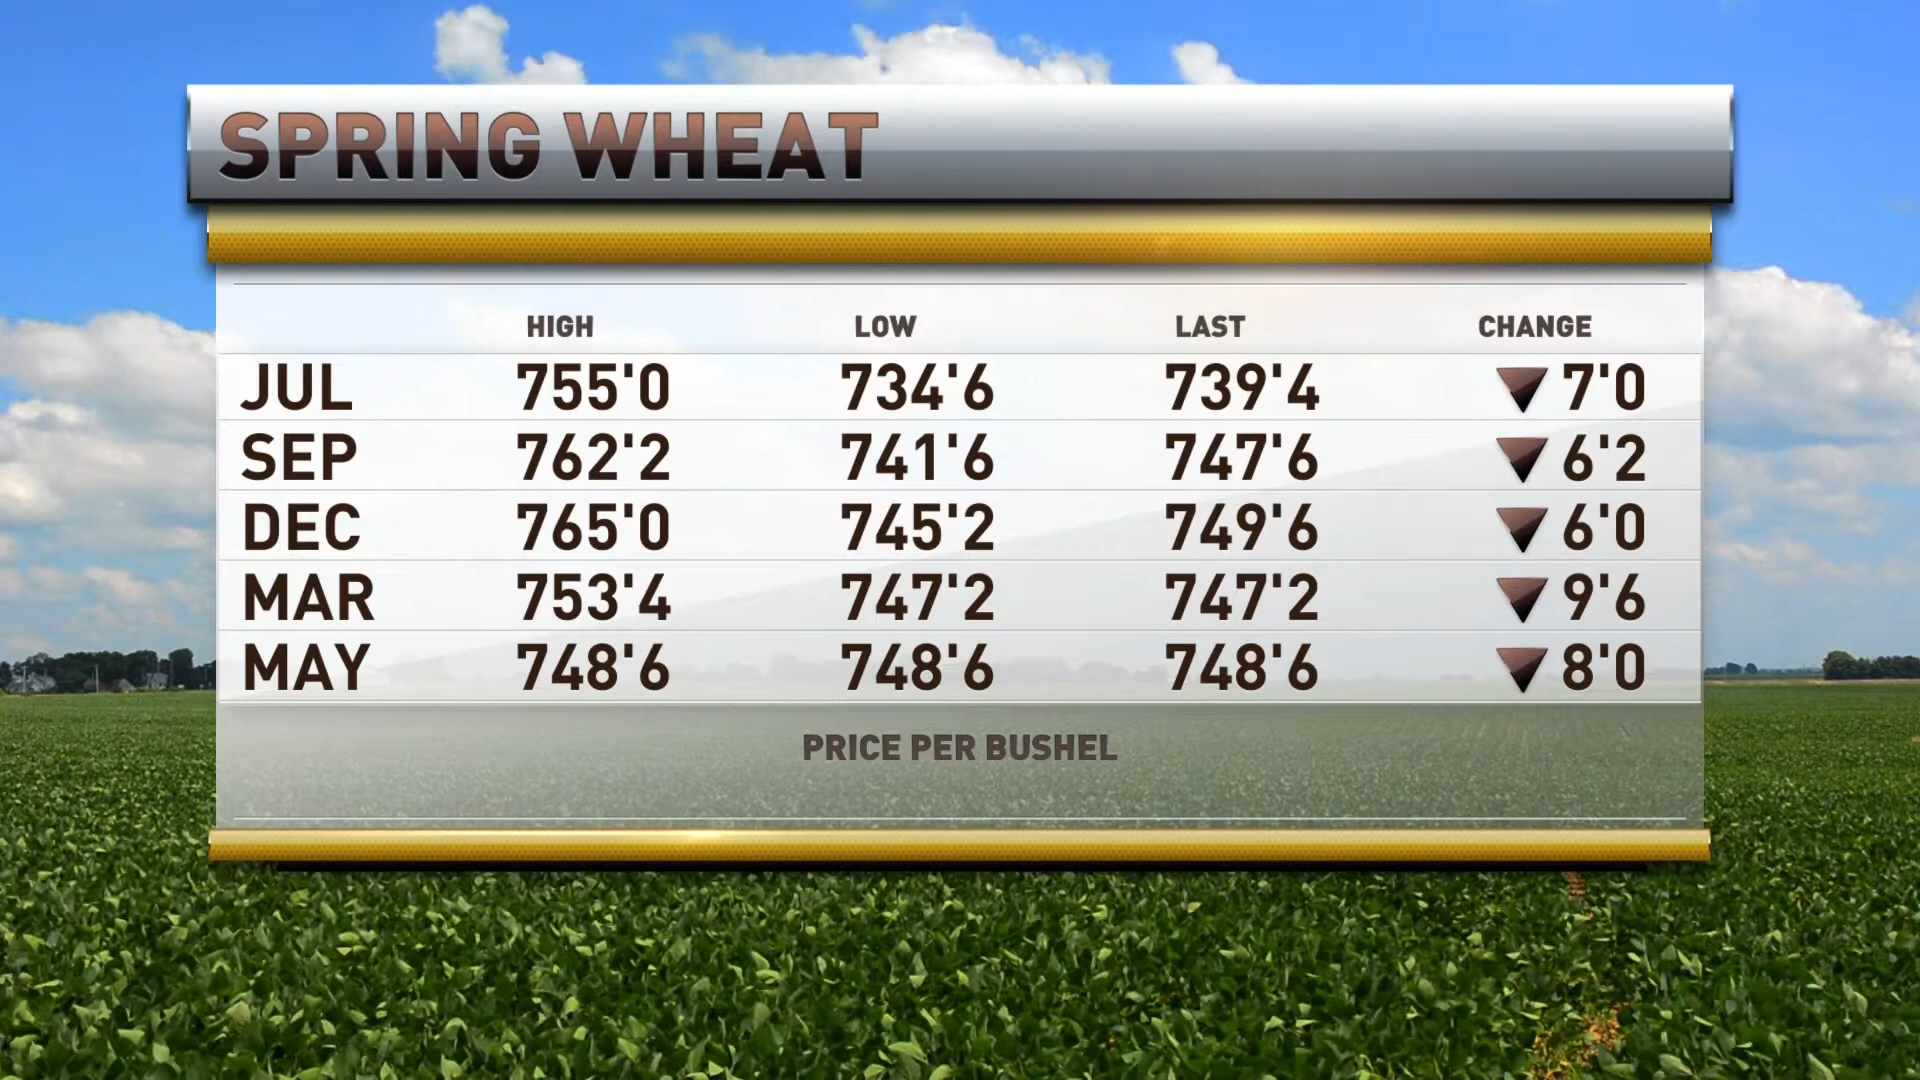 SPRING WHEAT
HIGH LOW LAST CHANGE
JUL 755'0 734'6 739'4 ▼ 7'0
SEP 762'2 741'6 747'6 ▼ 6'2
DEC 765'0 745'2 749'6 ▼ 6'0
MAR 753'4 747'2 747'2 ▼ 9'6
MAY 748'6 748'6 748'6 ▼ 8'0
PRICE PER BUSHEL